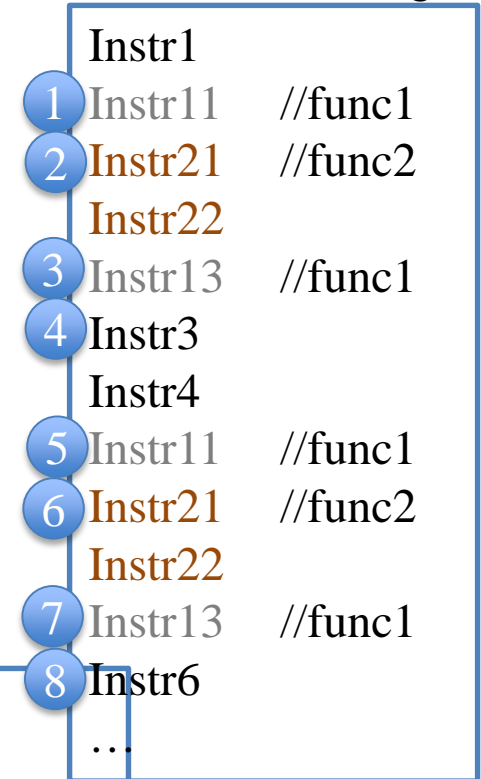 Instr1
1 Instr11 //func1
2 Instr21 //func2
Instr22
3 Instr13 //func1
4 Instr3
Instr4
5 Instr11 //func1
6 Instr21 //func2
Instr22
7 Instr13 //func1
8 Instr6
…